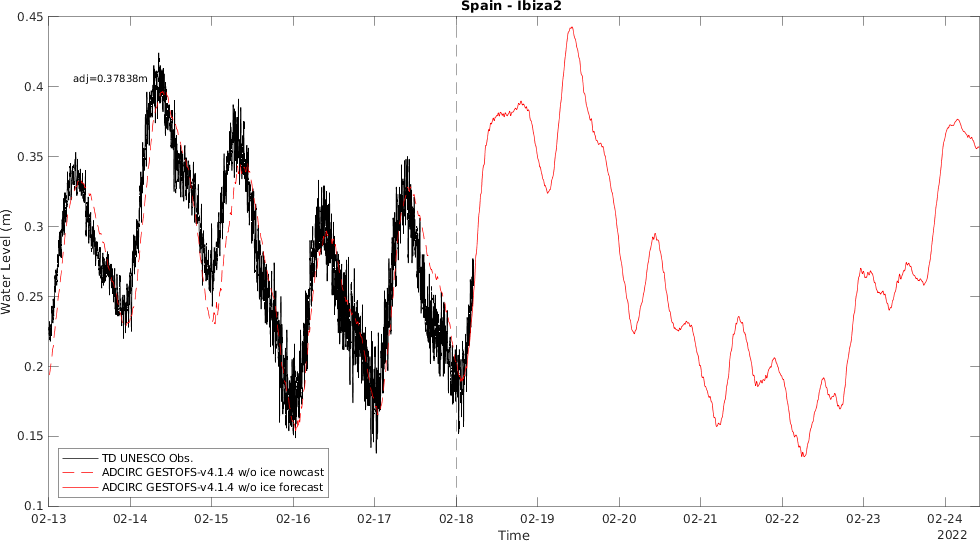 Spain - Ibiza2
0.45
0.4
0.35
0.3
0.25
0.2
0.15
0.1
Water Level (m)
adj=0.37838m
TD UNESCO Obs.
ADCIRC GESTOFS-v4.1.4 w/o ice nowcast
ADCIRC GESTOFS-v4.1.4 w/o ice forecast
02-13 02-14 02-15 02-16 02-17 02-18 02-19 02-20 02-21 02-22 02-23 02-24
2022
Time